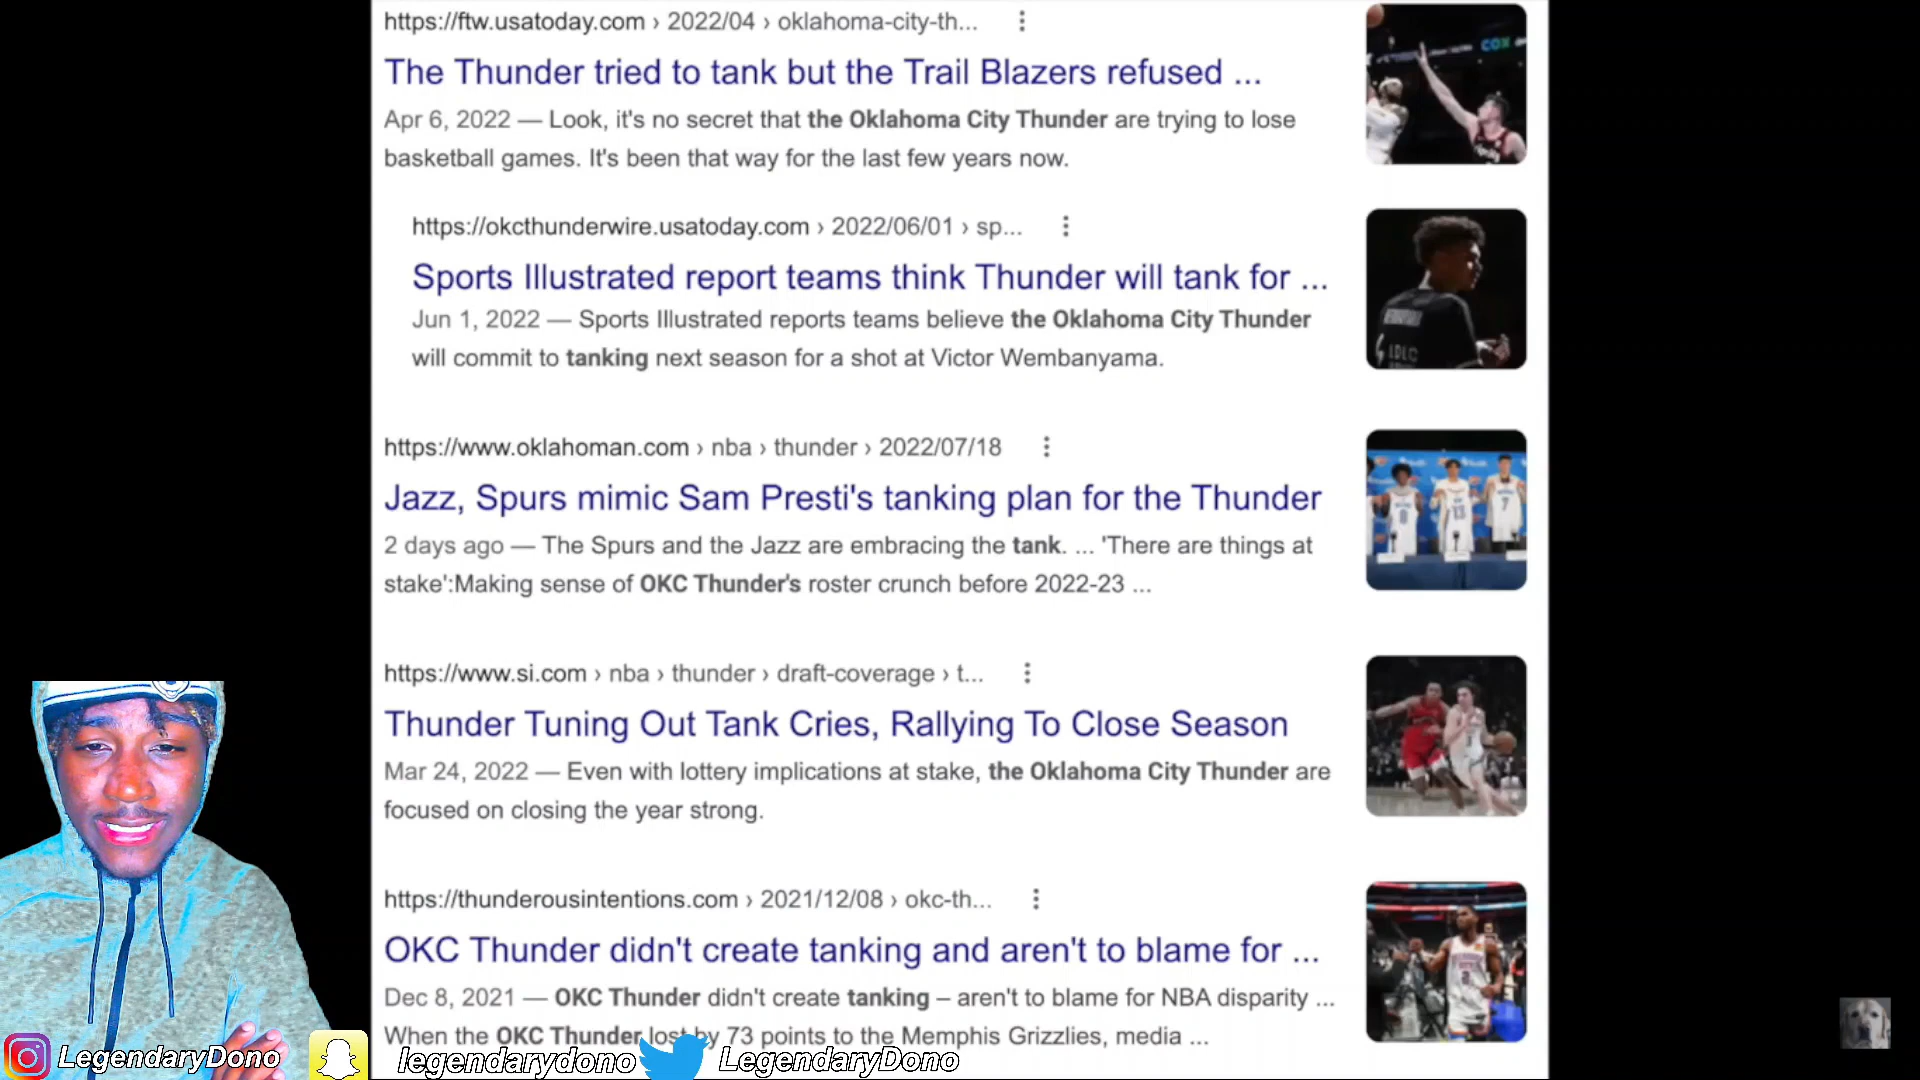 https://ftw.usatoday.com › 2022/04 › oklahoma-city-th...
The Thunder tried to tank but the Trail Blazers refused ...
Apr 6, 2022 — Look, it's no secret that the Oklahoma City Thunder are trying to lose
basketball games. It's been that way for the last few years now.
https://okcthunderwire.usatoday.com › 2022/06/01 › sp...
Sports Illustrated report teams think Thunder will tank for ...
Jun 1, 2022 — Sports Illustrated reports teams believe the Oklahoma City Thunder
will commit to tanking next season for a shot at Victor Wembanyama.
https://www.oklahoman.com › nba › thunder › 2022/07/18
Jazz, Spurs mimic Sam Presti's tanking plan for the Thunder
2 days ago — The Spurs and the Jazz are embracing the tank. ... 'There are things at
stake':Making sense of OKC Thunder's roster crunch before 2022-23 ...
https://www.si.com › nba › thunder › draft-coverage › t...
Thunder Tuning Out Tank Cries, Rallying To Close Season
Mar 24, 2022 — Even with lottery implications at stake, the Oklahoma City Thunder are
focused on closing the year strong.
https://thunderousintentions.com › 2021/12/08 › okc-th...
OKC Thunder didn't create tanking and aren't to blame for ...
Dec 8, 2021 — OKC Thunder didn't create tanking – aren't to blame for NBA disparity ...
When the OKC Thunder lost by 73 points to the Memphis Grizzlies, media ...
LegendaryDono legendarydono LegendaryDono